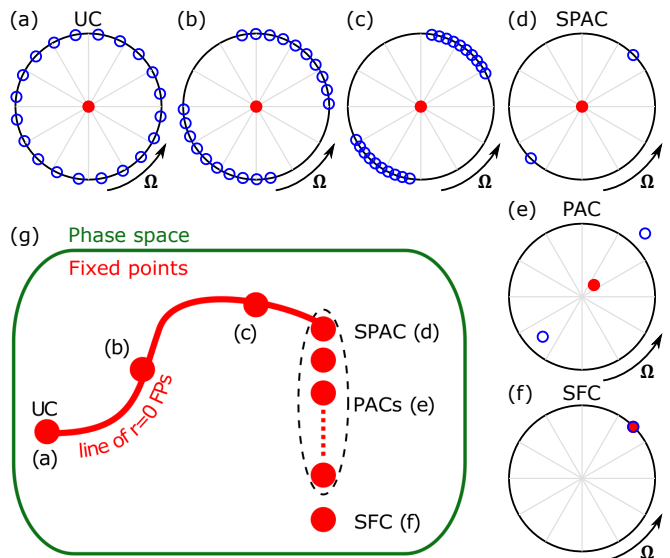 (a) UC
(b)
(c)
(d) SPAC
Ω
Ω
Ω
Ω
(e) PAC
Ω
(f) SFC
Ω
(g) Phase space
Fixed points
SPAC (d)
(c)
(b)
PACs (e)
UC
(a)
line of r=0 FPs
SFC (f)